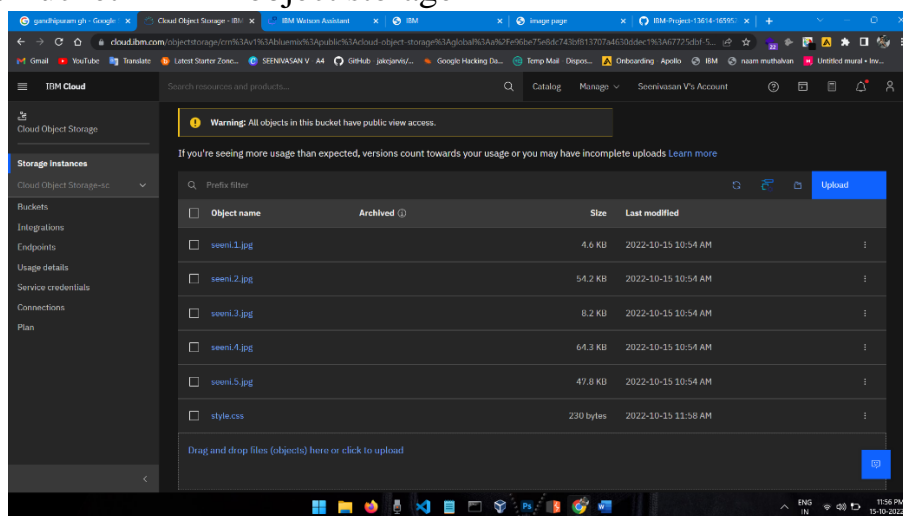 object storage
gandhipuram gh - Google
Cloud Object Storage - IBM
IBM Watson Assistant
IBM
image page
IBM-Project-13614-16595
cloud.ibm.com/objectstorage/crn%3Av1%3Abluemix%3Apublic%3Acloud-object-storage%3Aglobal%3Aa%2Fe96be75e8dc743bf813707a4630ddec1%3A67725dbf-5...
Gmail
YouTube
Translate
Latest Starter Zone...
SEENIVASAN V A4
GitHub jakejarvis/...
Google Hacking Da...
Temp Mail Dispos...
Onboarding Apollo
IBM
naam muthalvan
Untitled mural • Inv...
IBM Cloud
Search resources and products...
Catalog
Manage
Seenivasan V's Account
Cloud Object Storage
Warning: All objects in this bucket have public view access.
If you're seeing more usage than expected, versions count towards your usage or you may have incomplete uploads Learn more
Storage instances
Cloud Object Storage-sc
Buckets
Integrations
Endpoints
Usage details
Service credentials
Connections
Plan
Prefix filter
Upload
Object name Archived Size Last modified
seeni.1.jpg 4.6 KB 2022-10-15 10:54 AM
seeni.2.jpg 54.2 KB 2022-10-15 10:54 AM
seeni.3.jpg 8.2 KB 2022-10-15 10:54 AM
seeni.4.jpg 64.3 KB 2022-10-15 10:54 AM
seeni.5.jpg 47.8 KB 2022-10-15 10:54 AM
style.css 230 bytes 2022-10-15 11:58 AM
Drag and drop files (objects) here or click to upload
ENG
IN
11:56 PM
15-10-2022